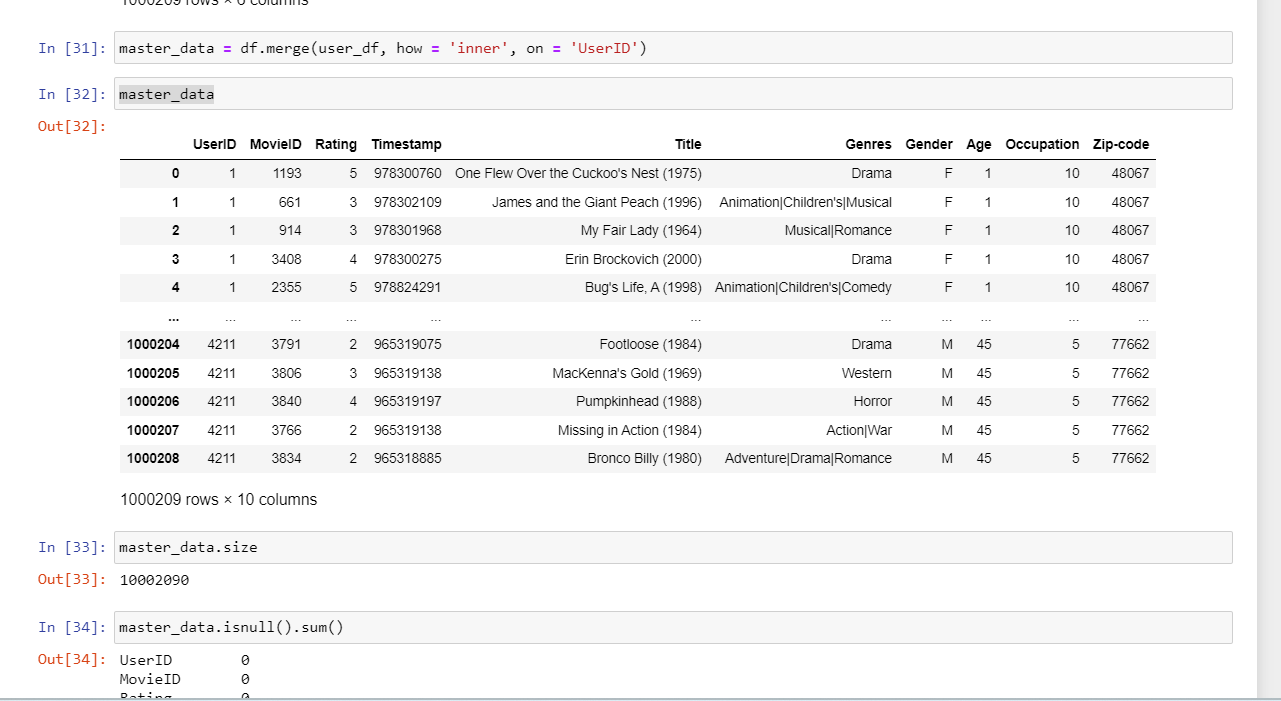 1000209 rows × 6 columns
In [31]: master_data = df.merge(user_df, how = 'inner', on = 'UserID')
In [32]: master_data
Out[32]:
UserID MovieID Rating Timestamp Title Genres Gender Age Occupation Zip-code
0 1 1193 5 978300760 One Flew Over the Cuckoo's Nest (1975) Drama F 1 10 48067
1 1 661 3 978302109 James and the Giant Peach (1996) Animation|Children's|Musical F 1 10 48067
2 1 914 3 978301968 My Fair Lady (1964) Musical|Romance F 1 10 48067
3 1 3408 4 978300275 Erin Brockovich (2000) Drama F 1 10 48067
4 1 2355 5 978824291 Bug's Life, A (1998) Animation|Children's|Comedy F 1 10 48067
... ... ... ... ... ... ... ... ... ... ...
1000204 4211 3791 2 965319075 Footloose (1984) Drama M 45 5 77662
1000205 4211 3806 3 965319138 MacKenna's Gold (1969) Western M 45 5 77662
1000206 4211 3840 4 965319197 Pumpkinhead (1988) Horror M 45 5 77662
1000207 4211 3766 2 965319138 Missing in Action (1984) Action|War M 45 5 77662
1000208 4211 3834 2 965318885 Bronco Billy (1980) Adventure|Drama|Romance M 45 5 77662
1000209 rows × 10 columns
In [33]: master_data.size
Out[33]: 10002090
In [34]: master_data.isnull().sum()
Out[34]: UserID 0
MovieID 0
Rating 0